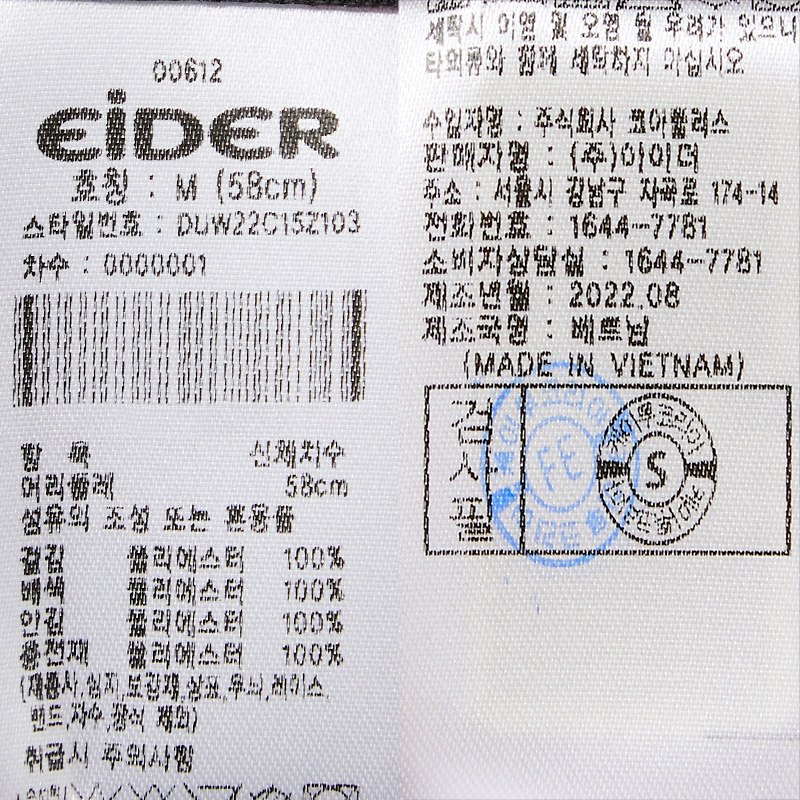 00612
EiDER
호칭 : M (58cm)
스타일번호 : DUW22C15Z103
차수 : 0000001
항 목 신체치수
머리둘레 58cm
섬유의 조성 또는 혼용률
겉감 폴리에스터 100%
배색 폴리에스터 100%
안감 폴리에스터 100%
충전재 폴리에스터 100%
(재봉사,심지,보강재,상표,무늬,레이스,
밴드,자수,장식 제외)
취급시 주의사항
세탁시 이염 및 오염 될 우려가 있으니
타의류와 함께 세탁하지 마십시오
수입자명 : 주식회사 코아플러스
판매자명 : (주)아이더
주소 : 서울시 강남구 자곡로 174-14
전화번호 : 1644-7781
소비자상담실 : 1644-7781
제조년월 : 2022.08
제조국명 : 베트남
(MADE IN VIETNAM)
검사품
FE
S